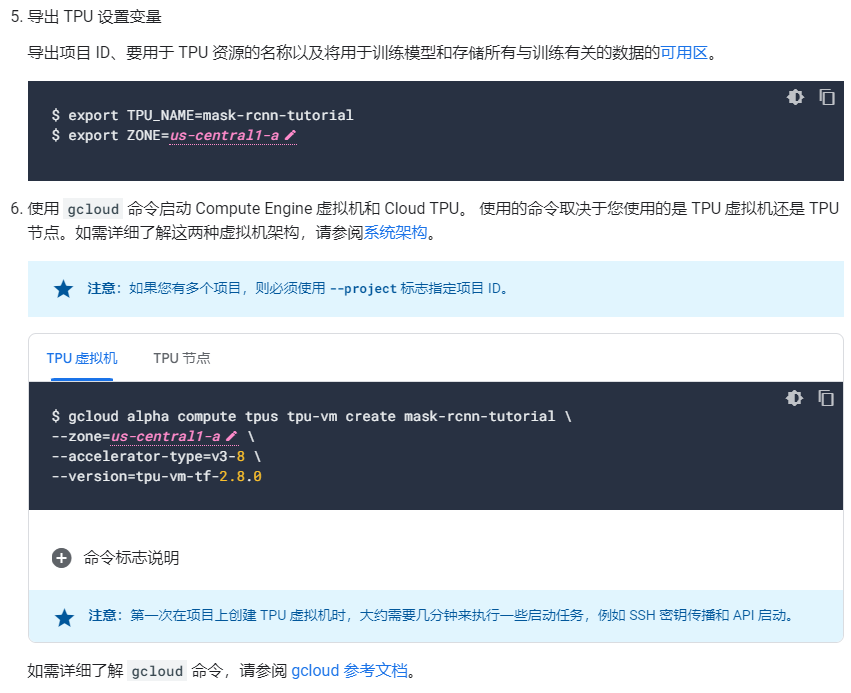 5. 导出 TPU 设置变量
导出项目 ID、要用于 TPU 资源的名称以及将用于训练模型和存储所有与训练有关的数据的可用区。
$ export TPU_NAME=mask-rcnn-tutorial
$ export ZONE=us-central1-a
6. 使用 gcloud 命令启动 Compute Engine 虚拟机和 Cloud TPU。 使用的命令取决于您使用的是 TPU 虚拟机还是 TPU
节点。如需详细了解这两种虚拟机架构，请参阅系统架构。
注意：如果您有多个项目，则必须使用 --project 标志指定项目 ID。
TPU 虚拟机 TPU 节点
$ gcloud alpha compute tpus tpu-vm create mask-rcnn-tutorial \
--zone=us-central1-a \
--accelerator-type=v3-8 \
--version=tpu-vm-tf-2.8.0
命令标志说明
注意：第一次在项目上创建 TPU 虚拟机时，大约需要几分钟来执行一些启动任务，例如 SSH 密钥传播和 API 启动。
如需详细了解 gcloud 命令，请参阅 gcloud 参考文档。